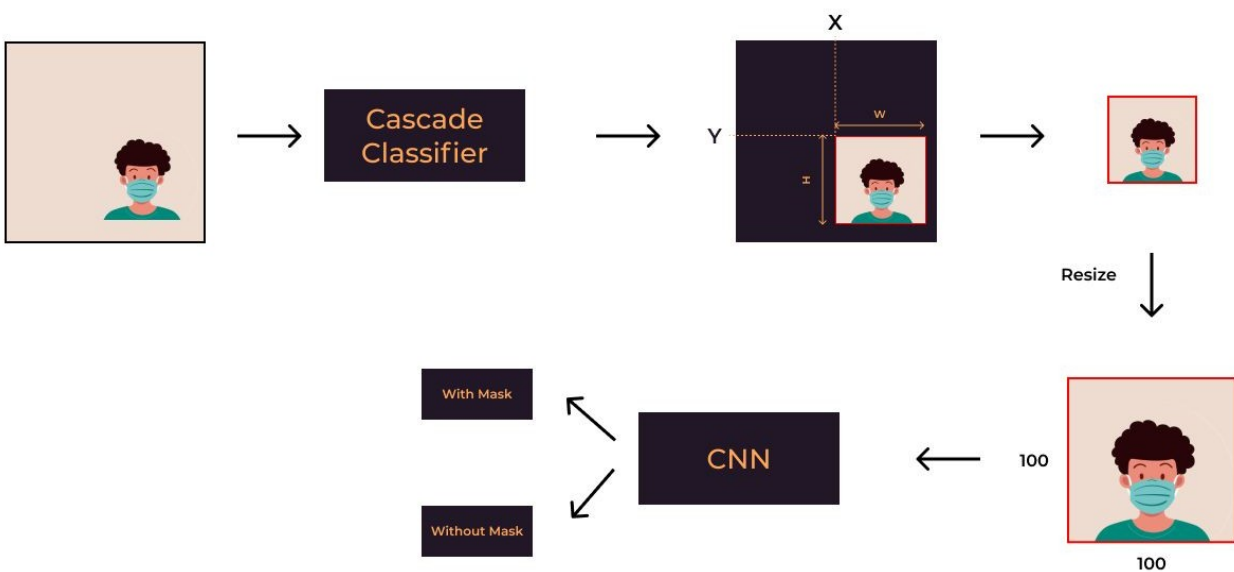 X
Cascade
Classifier
W
Y
H
Resize
With Mask
CNN
100
Without Mask
100